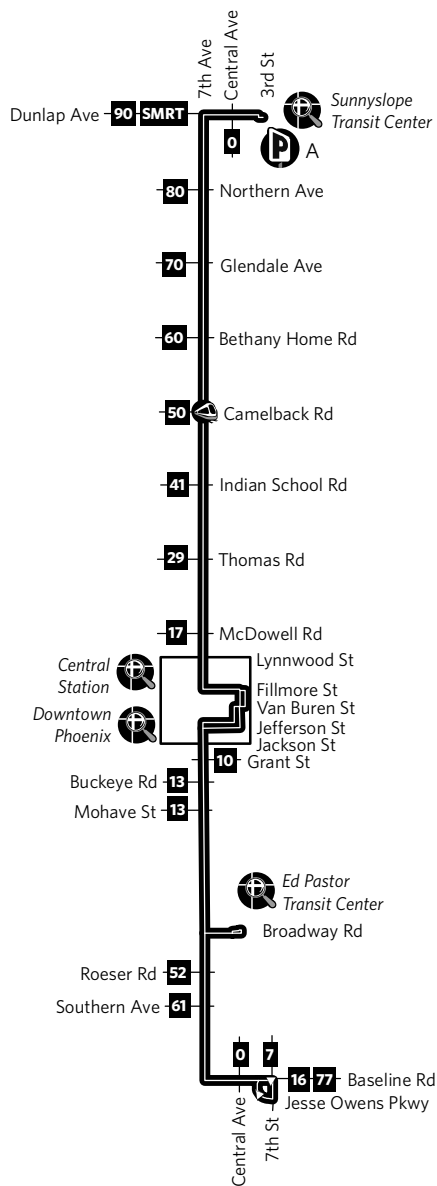 7th Ave
Central Ave
3rd St
Sunnyslope
Transit Center
Dunlap Ave 90 SMRT
0
P A
80 Northern Ave
70 Glendale Ave
60 Bethany Home Rd
50 Camelback Rd
41 Indian School Rd
29 Thomas Rd
17 McDowell Rd
Central
Station
Lynnwood St
Fillmore St
Van Buren St
Downtown
Phoenix
Jefferson St
Jackson St
10 Grant St
Buckeye Rd 13
Mohave St 13
Ed Pastor
Transit Center
Broadway Rd
Roeser Rd 52
Southern Ave 61
0 7
16 77 Baseline Rd
Jesse Owens Pkwy
Central Ave
7th St